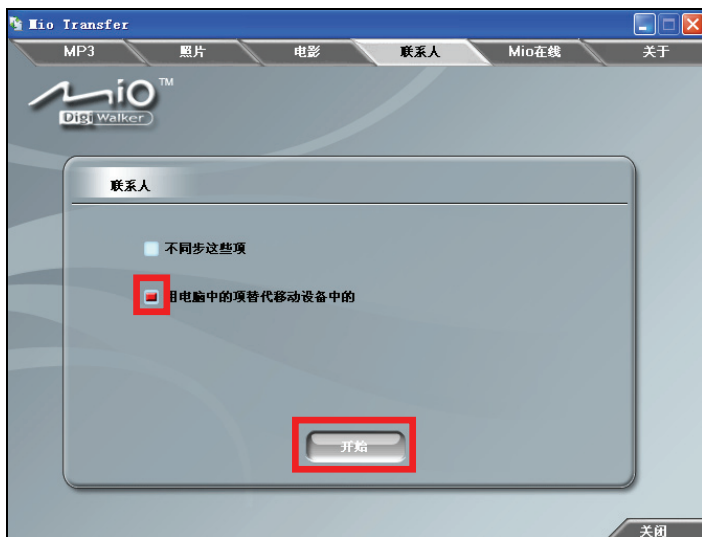 Mio Transfer
MP3 照片 电影 联系人 Mio在线 关于
Mio TM
Digi Walker
联系人
不同步这些项
用电脑中的项替代移动设备中的
开始
关闭